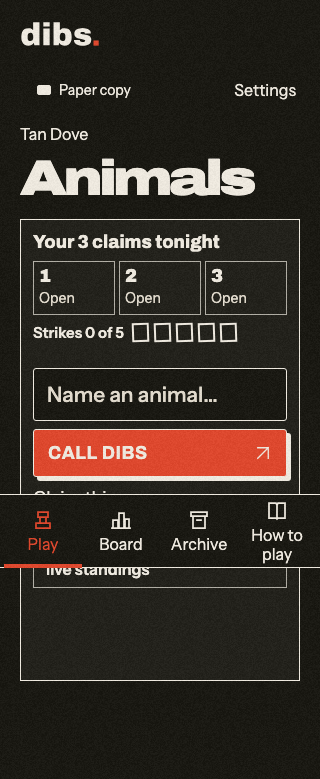 dibs.
Paper copy
Settings
Tan Dove
Animals
Your 3 claims tonight
1
Open
2
Open
3
Open
Strikes 0 of 5
Name an animal...
CALL DIBS
Play
Board
Archive
How to
play
live standings